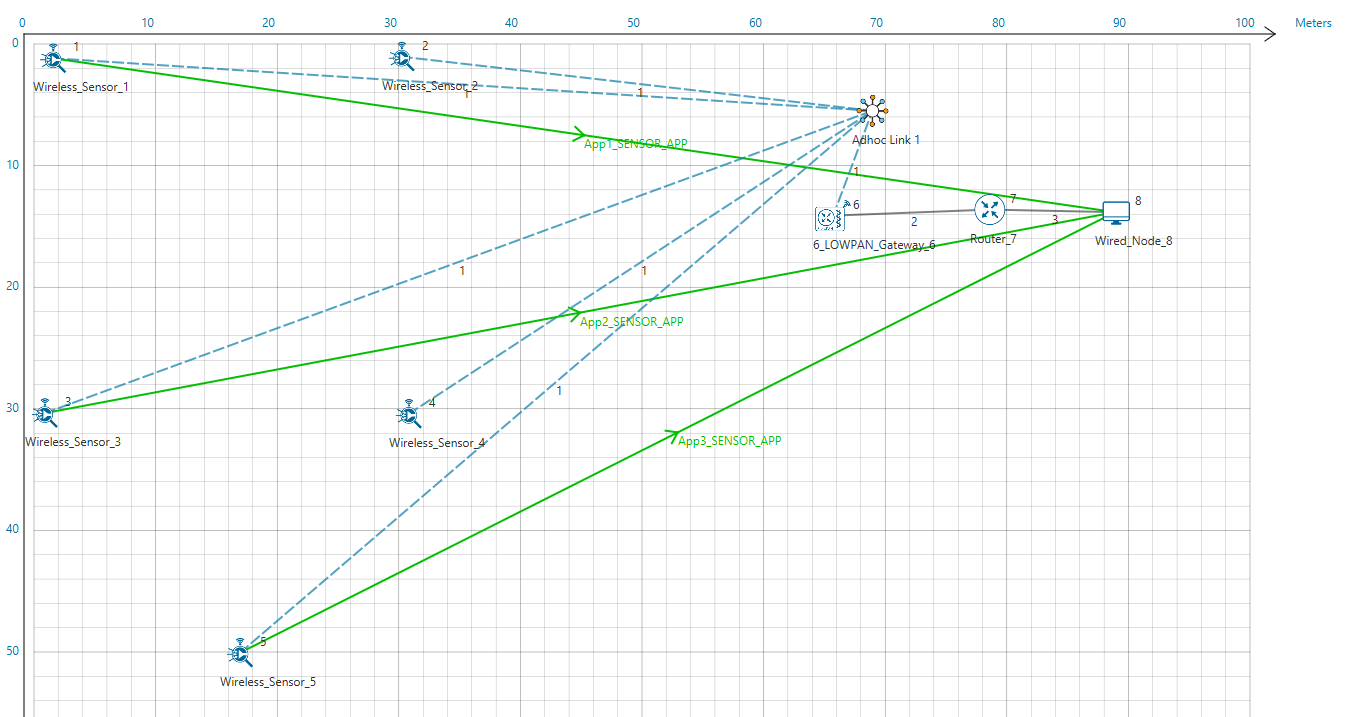 0 10 20 30 40 50 60 70 80 90 100 Meters
0
1
2
Wireless_Sensor_1
Wireless_Sensor_2
1
1
Adhoc Link 1
App1_SENSOR_APP
10
1
6
7
8
2
3
6_LOWPAN_Gateway_6
Router_7
Wired_Node_8
1
1
20
App2_SENSOR_APP
1
30
3
4
Wireless_Sensor_3
Wireless_Sensor_4
App3_SENSOR_APP
40
50
5
Wireless_Sensor_5